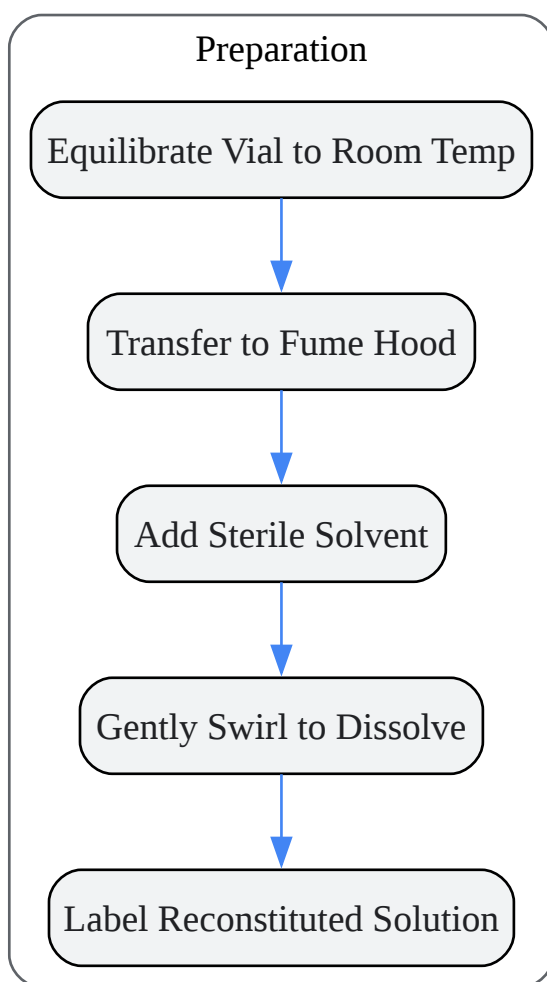 Preparation
Equilibrate Vial to Room Temp
Transfer to Fume Hood
Add Sterile Solvent
Gently Swirl to Dissolve
Label Reconstituted Solution